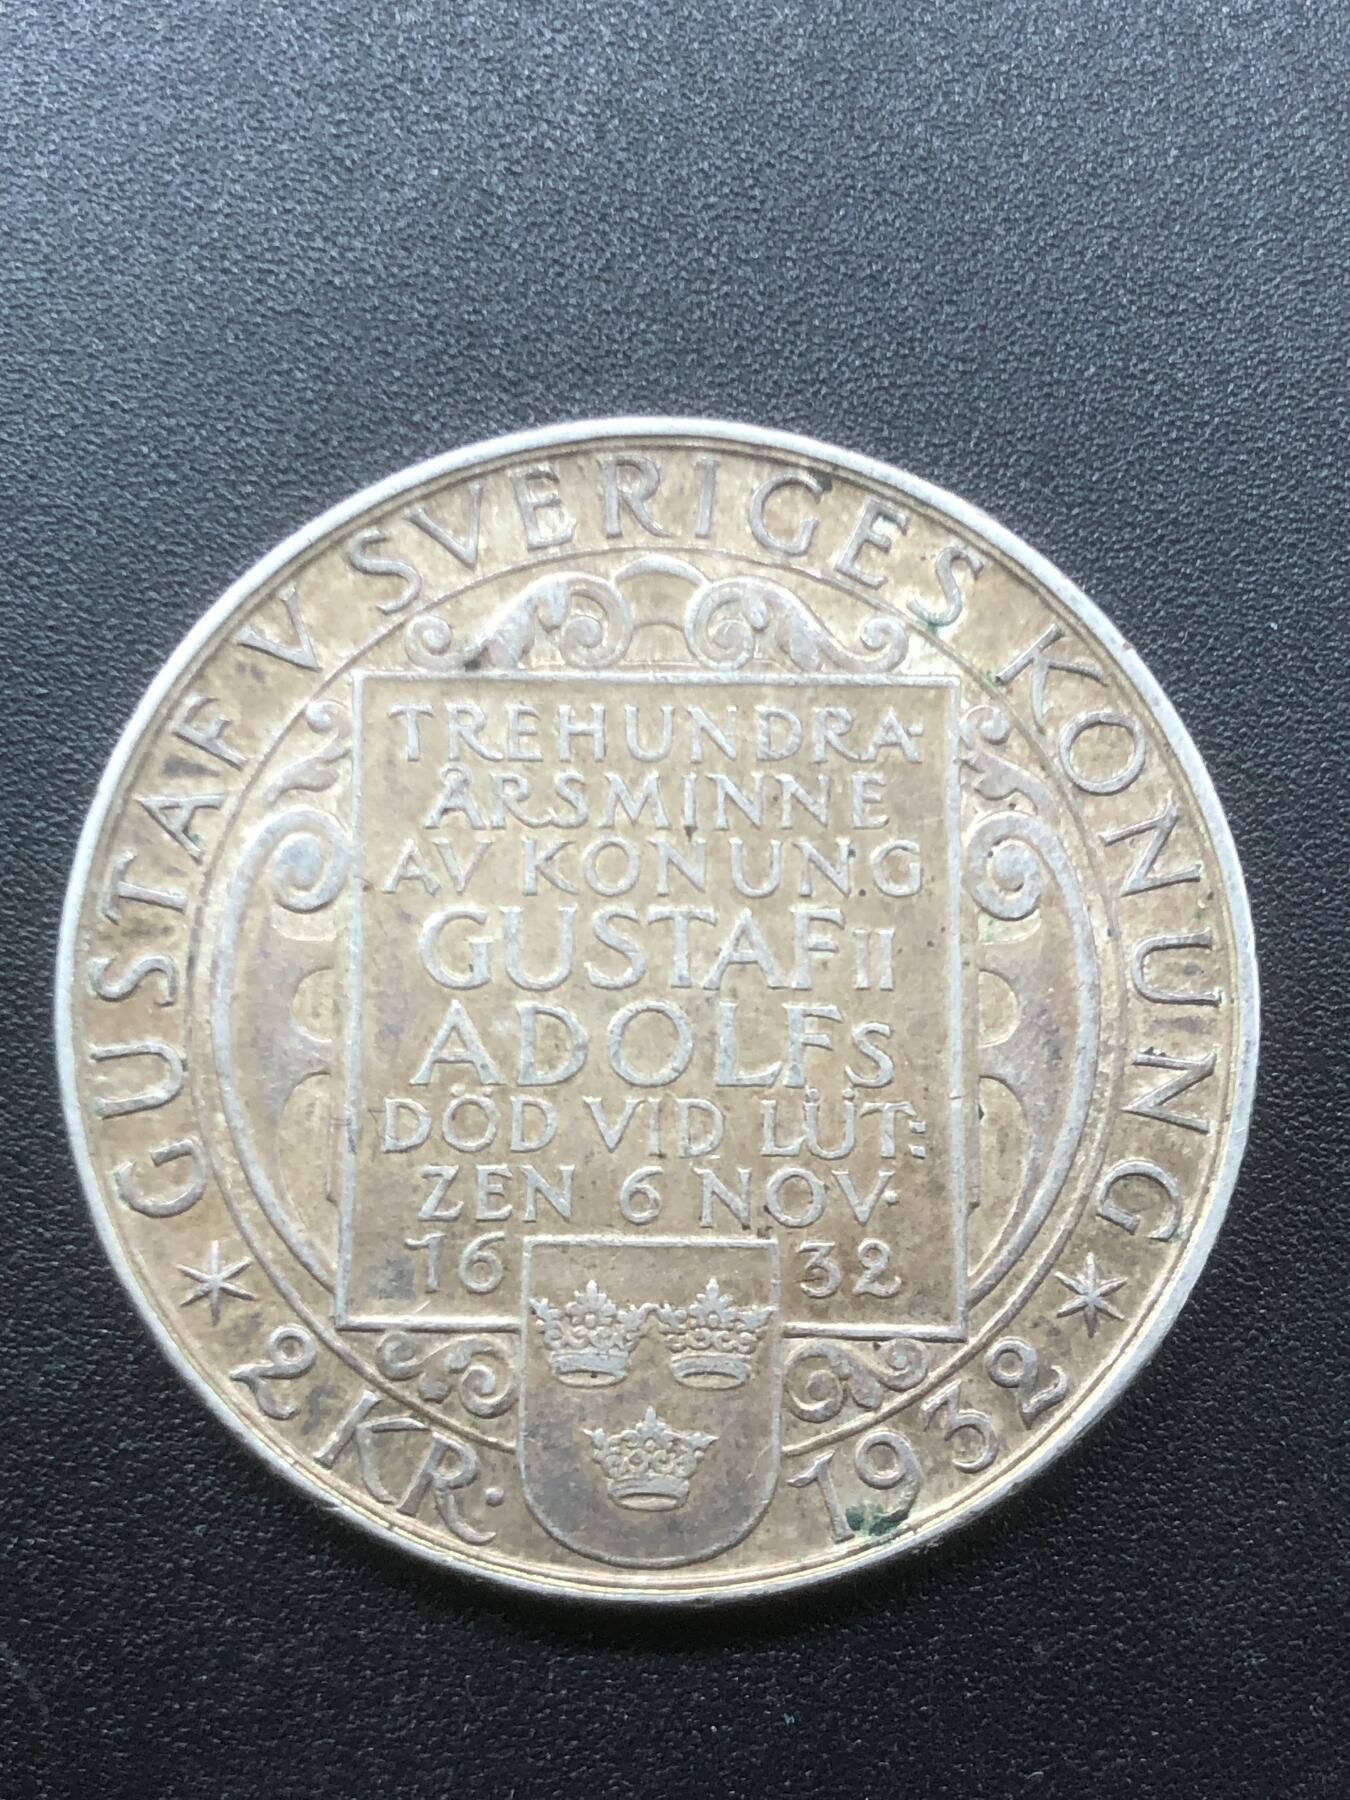 GUSTAF V SVERIGES KONUNG
TREHUNDRA·
ÅRSMINNE
AV KONUNG
GUSTAF II
ADOLFS
DÖD VID LÜT:
ZEN 6 NOV·
16 32
* 2 KR· 1932 *